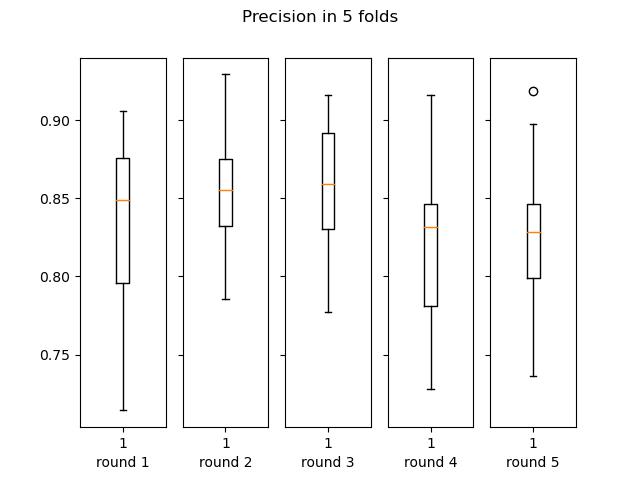 Precision in 5 folds
0.90
0.85
0.80
0.75
1 1 1 1 1
round 1 round 2 round 3 round 4 round 5